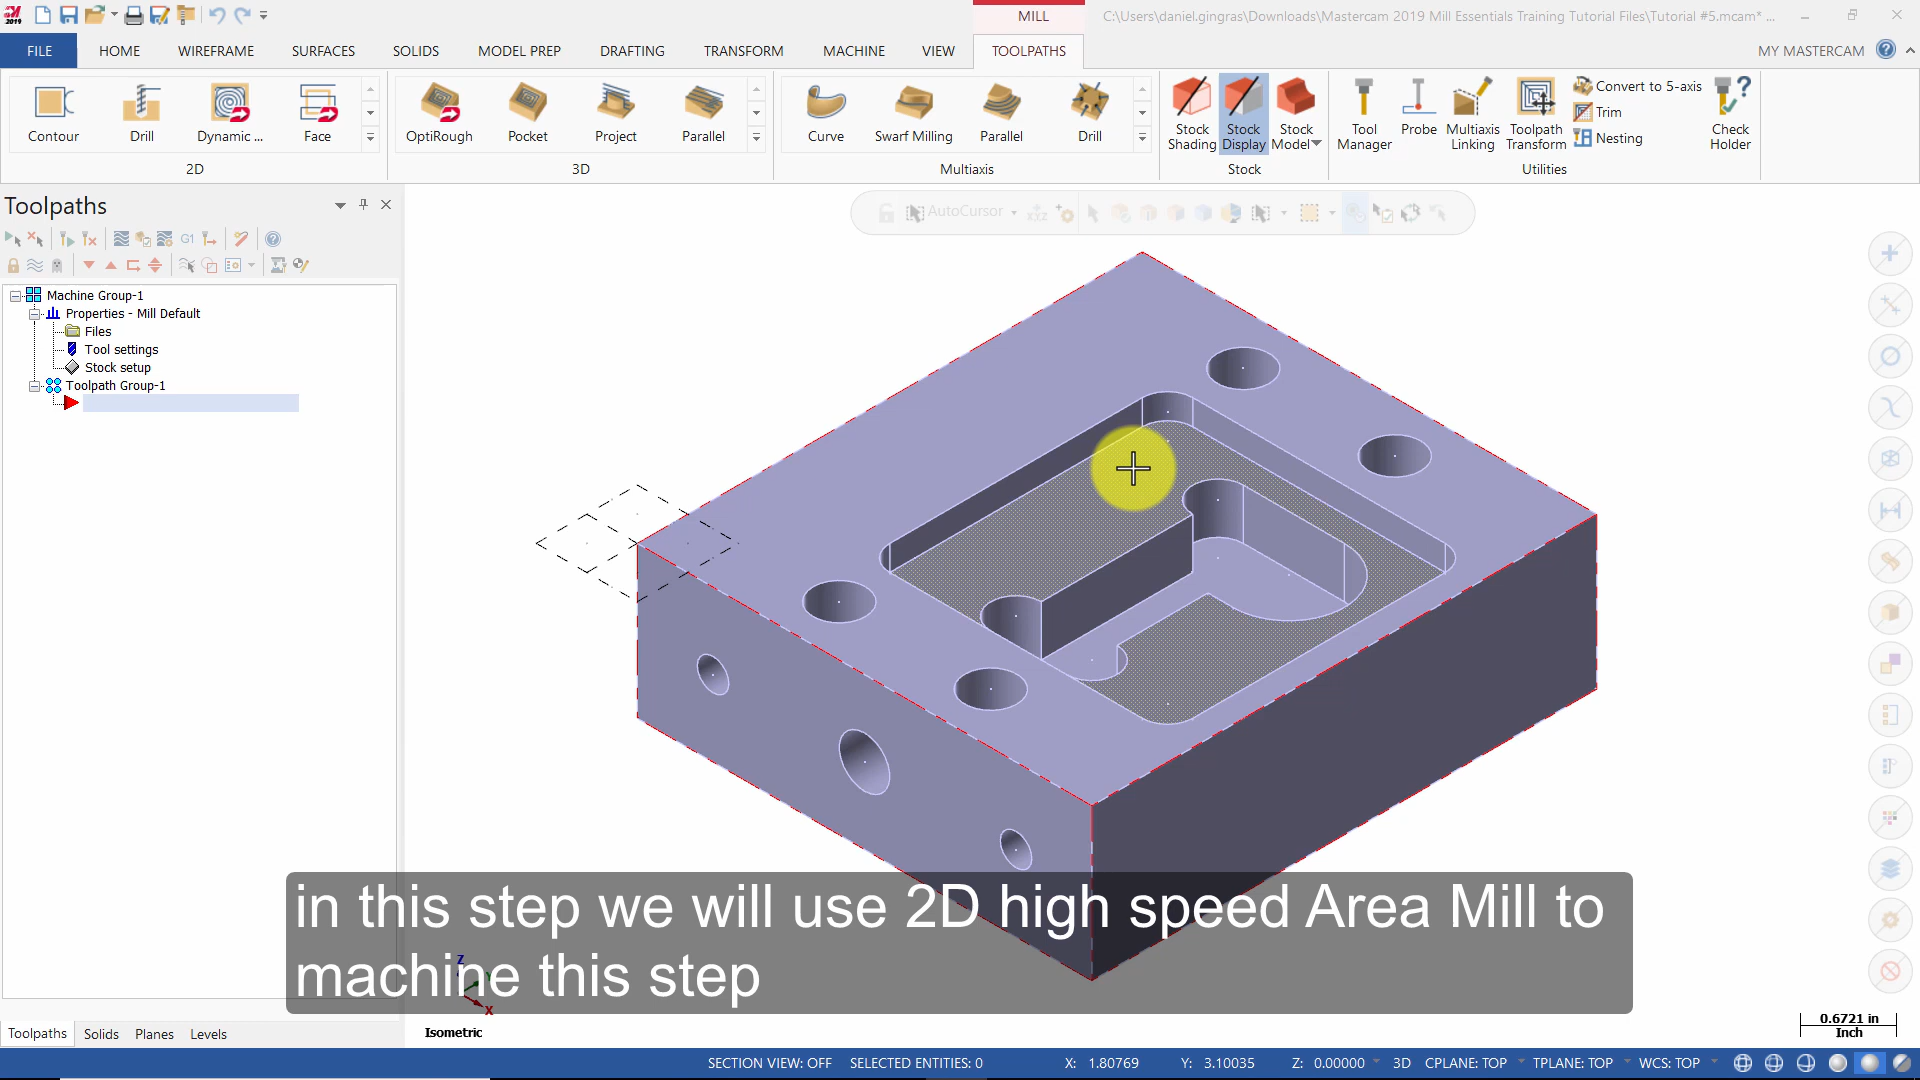 2019
MILL
C:\Users\daniel.gingras\Downloads\Mastercam 2019 Mill Essentials Training Tutorial Files\Tutorial #5.mcam* ...
FILE HOME WIREFRAME SURFACES SOLIDS MODEL PREP DRAFTING TRANSFORM MACHINE VIEW TOOLPATHS MY MASTERCAM
Contour Drill Dynamic ... Face
2D
OptiRough Pocket Project Parallel
3D
Curve Swarf Milling Parallel Drill
Multiaxis
Stock Shading
Stock Display
Stock Model
Stock
Tool Manager
Probe
Multiaxis Linking
Toolpath Transform
Convert to 5-axis
Trim
Nesting
Check Holder
Utilities
Toolpaths
G1
AutoCursor
XYZ
Machine Group-1
Properties - Mill Default
Files
Tool settings
Stock setup
Toolpath Group-1
in this step we will use 2D high speed Area Mill to
machine this step
Z
X
Isometric
0.6721 in
Inch
Toolpaths Solids Planes Levels
SECTION VIEW: OFF SELECTED ENTITIES: 0 X: 1.80769 Y: 3.10035 Z: 0.00000 3D CPLANE: TOP TPLANE: TOP WCS: TOP